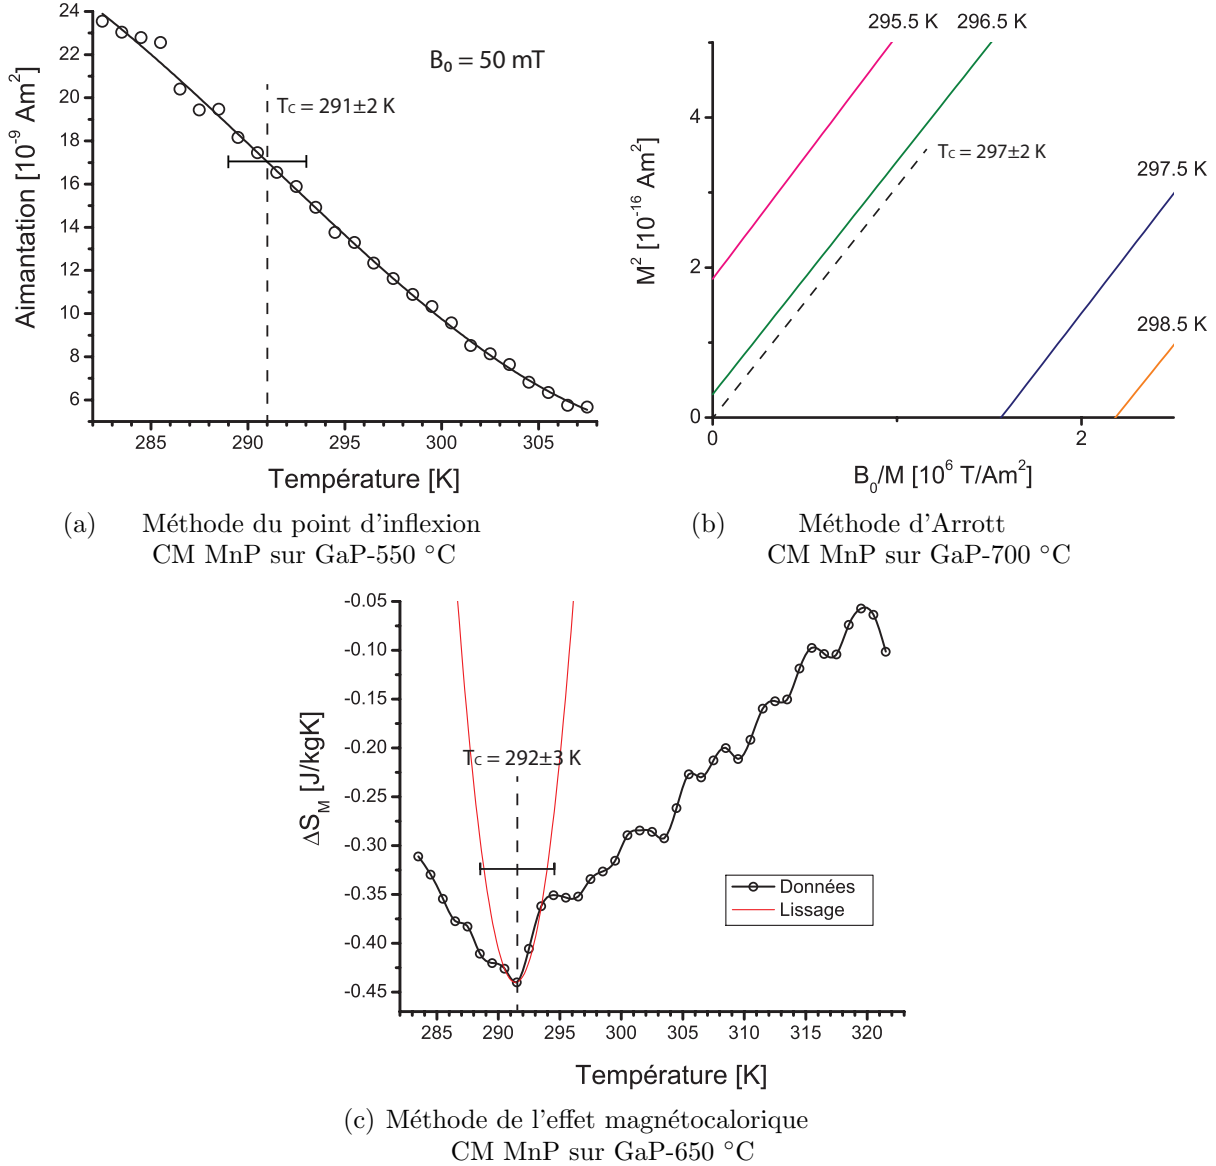 24
22
20
18
16
14
12
10
8
6
Aimantation [10⁻⁹ Am²]
B₀ = 50 mT
T_C = 291±2 K
285
290
295
300
305
Température [K]
(a) Méthode du point d'inflexion
CM MnP sur GaP-550 °C
295.5 K
296.5 K
T_C = 297±2 K
297.5 K
298.5 K
4
2
0
M² [10⁻¹⁶ Am²]
0
2
B₀/M [10⁶ T/Am²]
(b) Méthode d'Arrott
CM MnP sur GaP-700 °C
-0.05
-0.10
-0.15
-0.20
-0.25
-0.30
-0.35
-0.40
-0.45
ΔS_M [J/kgK]
T_C = 292±3 K
Données
Lissage
285
290
295
300
305
310
315
320
Température [K]
(c) Méthode de l'effet magnétocalorique
CM MnP sur GaP-650 °C